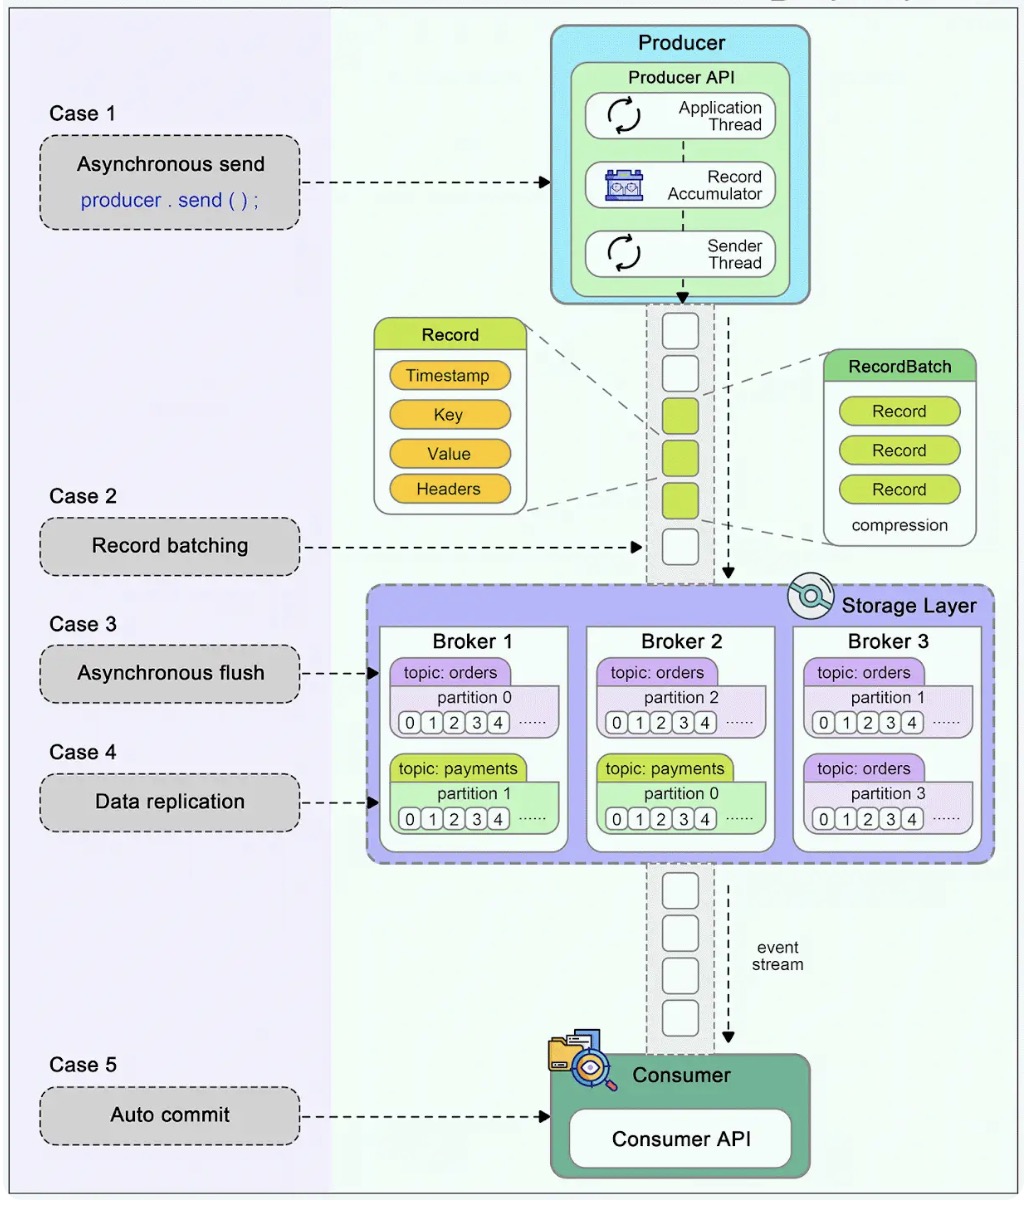 Producer
Producer API
Application
Thread
Record
Accumulator
Sender
Thread
Case 1
Asynchronous send
producer . send ( ) ;
Record
Timestamp
Key
Value
Headers
RecordBatch
Record
Record
Record
compression
Case 2
Record batching
Storage Layer
Case 3
Asynchronous flush
Case 4
Data replication
Broker 1
topic: orders
partition 0
0 1 2 3 4 ......
topic: payments
partition 1
0 1 2 3 4 ......
Broker 2
topic: orders
partition 2
0 1 2 3 4 ......
topic: payments
partition 0
0 1 2 3 4 ......
Broker 3
topic: orders
partition 1
0 1 2 3 4 ......
topic: orders
partition 3
0 1 2 3 4 ......
event
stream
Case 5
Auto commit
Consumer
Consumer API